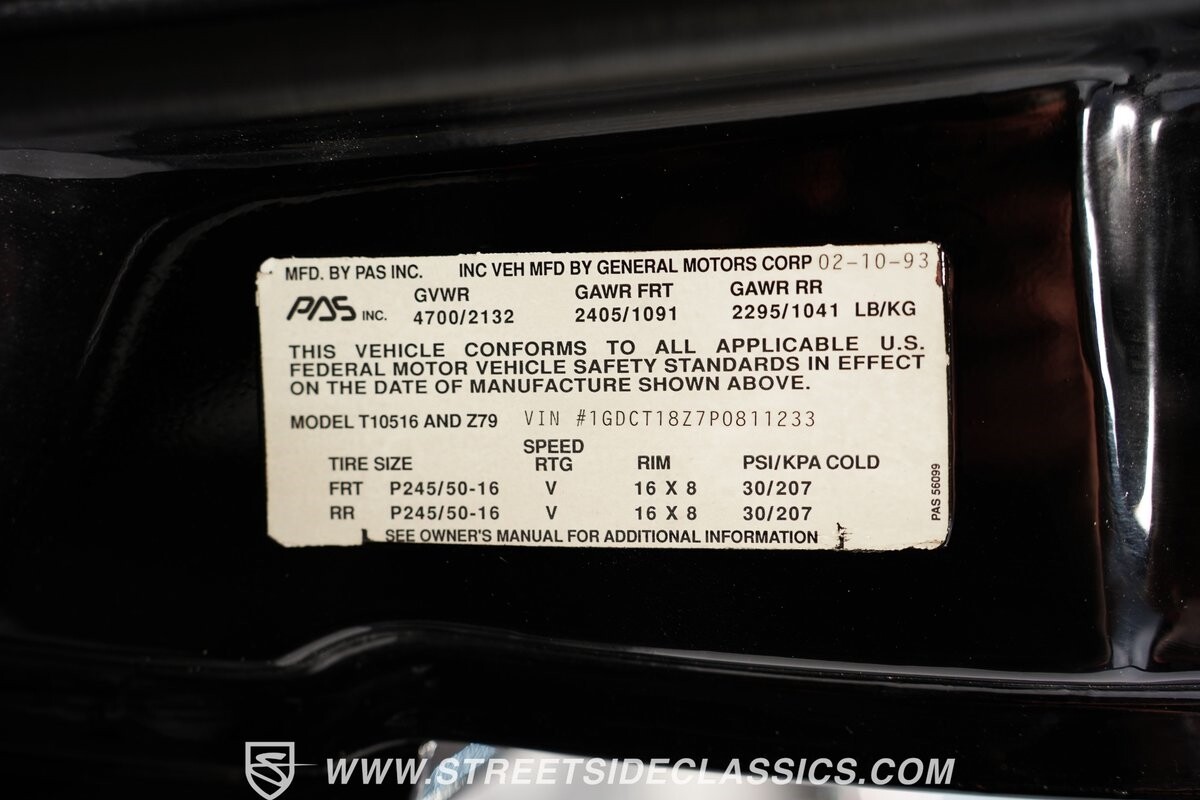 MFD. BY PAS INC. INC VEH MFD BY GENERAL MOTORS CORP 02-10-93
PAS INC. GVWR GAWR FRT GAWR RR
4700/2132 2405/1091 2295/1041 LB/KG
THIS VEHICLE CONFORMS TO ALL APPLICABLE U.S.
FEDERAL MOTOR VEHICLE SAFETY STANDARDS IN EFFECT
ON THE DATE OF MANUFACTURE SHOWN ABOVE.
MODEL T10516 AND Z79 VIN #1GDCT18Z7P0811233
TIRE SIZE SPEED RTG RIM PSI/KPA COLD
FRT P245/50-16 V 16 X 8 30/207
RR P245/50-16 V 16 X 8 30/207
SEE OWNER'S MANUAL FOR ADDITIONAL INFORMATION
PAS 56099
WWW.STREETSIDECLASSICS.COM